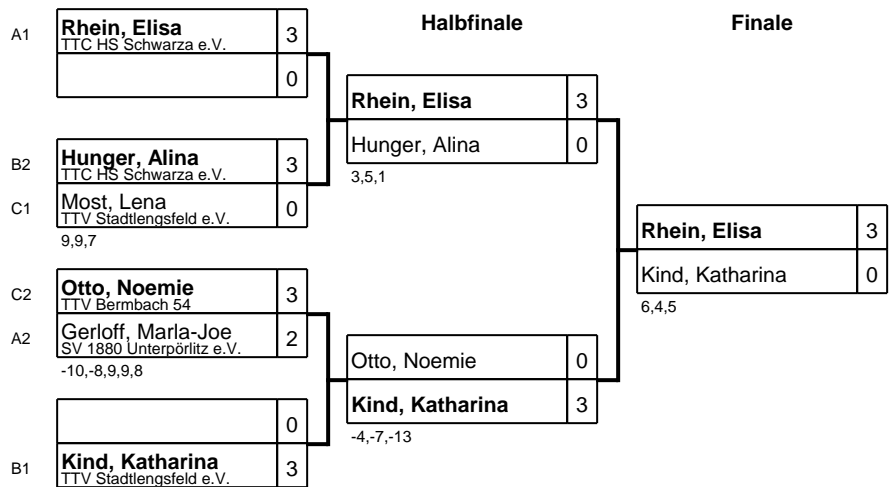 Halbfinale
Finale
A1
Rhein, Elisa
3
TTC HS Schwarza e.V.
0
Rhein, Elisa
3
Hunger, Alina
0
3,5,1
B2
Hunger, Alina
3
TTC HS Schwarza e.V.
C1
Most, Lena
0
TTV Stadtlengsfeld e.V.
9,9,7
Rhein, Elisa
3
Kind, Katharina
0
6,4,5
C2
Otto, Noemie
3
TTV Bermbach 54
A2
Gerloff, Marla-Joe
2
SV 1880 Unterpörlitz e.V.
-10,-8,9,9,8
Otto, Noemie
0
Kind, Katharina
3
-4,-7,-13
0
B1
Kind, Katharina
3
TTV Stadtlengsfeld e.V.